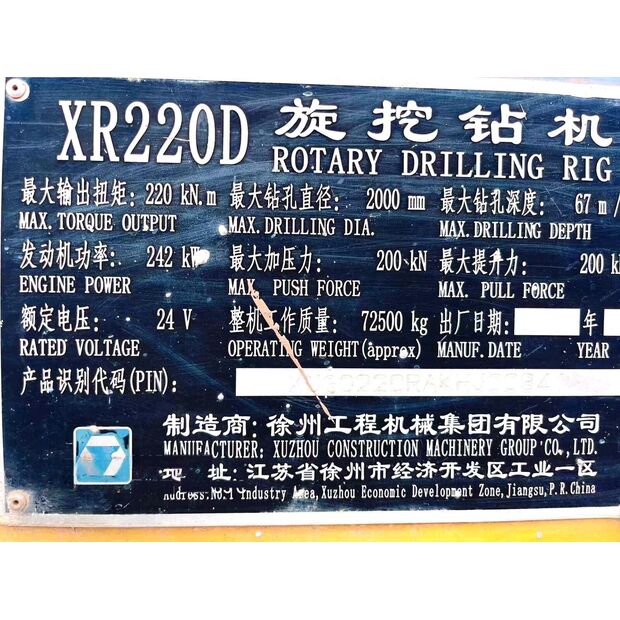 XR220D 旋挖钻机
ROTARY DRILLING RIG
最大输出扭矩: 220 kN.m 最大钻孔直径: 2000 mm 最大钻孔深度: 67 m/
MAX. TORQUE OUTPUT MAX. DRILLING DIA. MAX. DRILLING DEPTH
发动机功率: 242 kW 最大加压力: 200 kN 最大提升力: 200 k
ENGINE POWER MAX. PUSH FORCE MAX. PULL FORCE
额定电压: 24 V 整机工作质量: 72500 kg 出厂日期: 年
RATED VOLTAGE OPERATING WEIGHT(approx) MANUF. DATE YEAR
产品识别代码(PIN):
制造商: 徐州工程机械集团有限公司
MANUFACTURER: XUZHOU CONSTRUCTION MACHINERY GROUP CO., LTD.
地 址: 江苏省徐州市经济开发区工业一区
Address:No.1 Industry Area, Xuzhou Economic Development Zone, Jiangsu, P.R.China